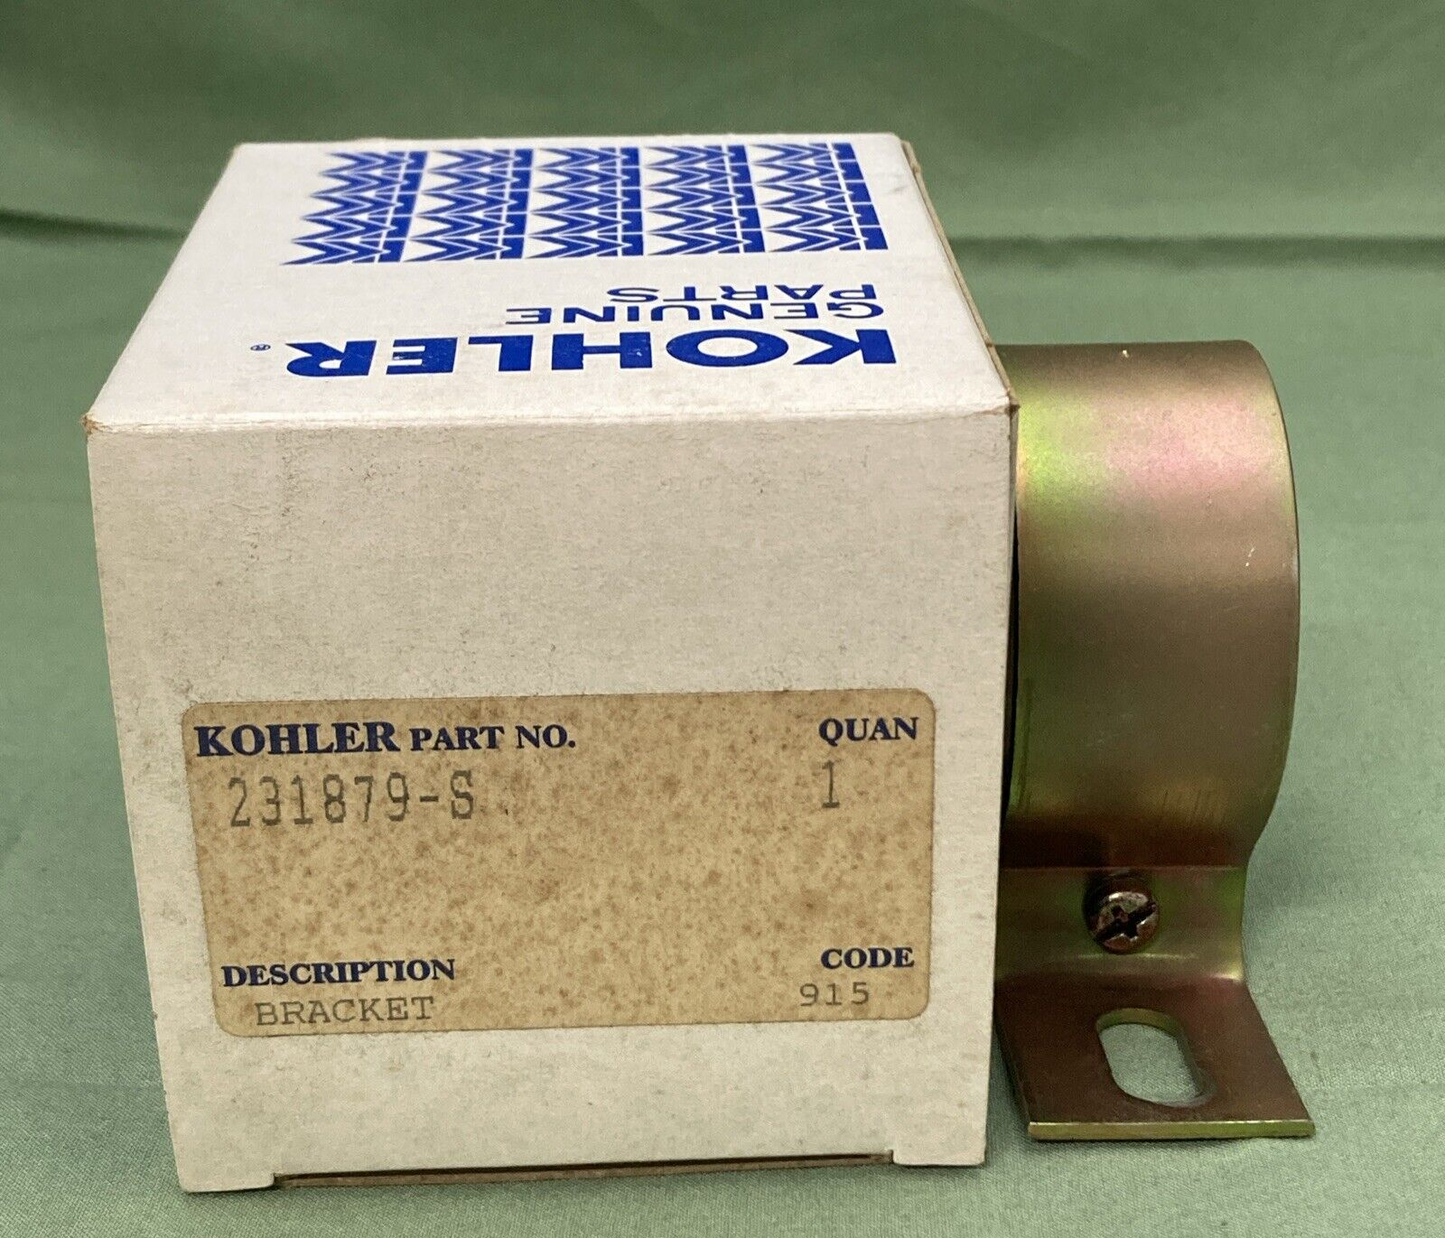 KOHLER®
GENUINE
PARTS
KOHLER PART NO. QUAN
231879-S 1
DESCRIPTION CODE
BRACKET 915